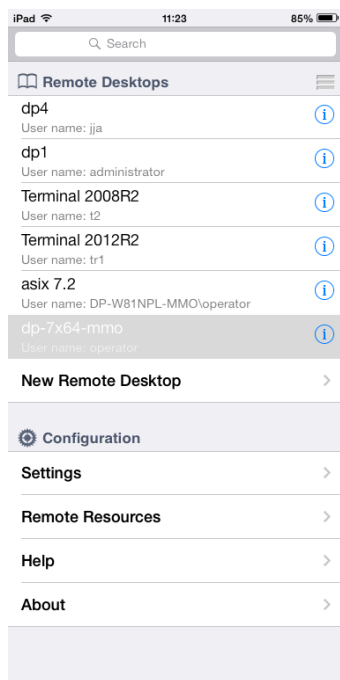 iPad 11:23 85%
Search
Remote Desktops
dp4
User name: jja
dp1
User name: administrator
Terminal 2008R2
User name: t2
Terminal 2012R2
User name: tr1
asix 7.2
User name: DP-W81NPL-MMO\operator
dp-7x64-mmo
User name: operator
New Remote Desktop
Configuration
Settings
Remote Resources
Help
About